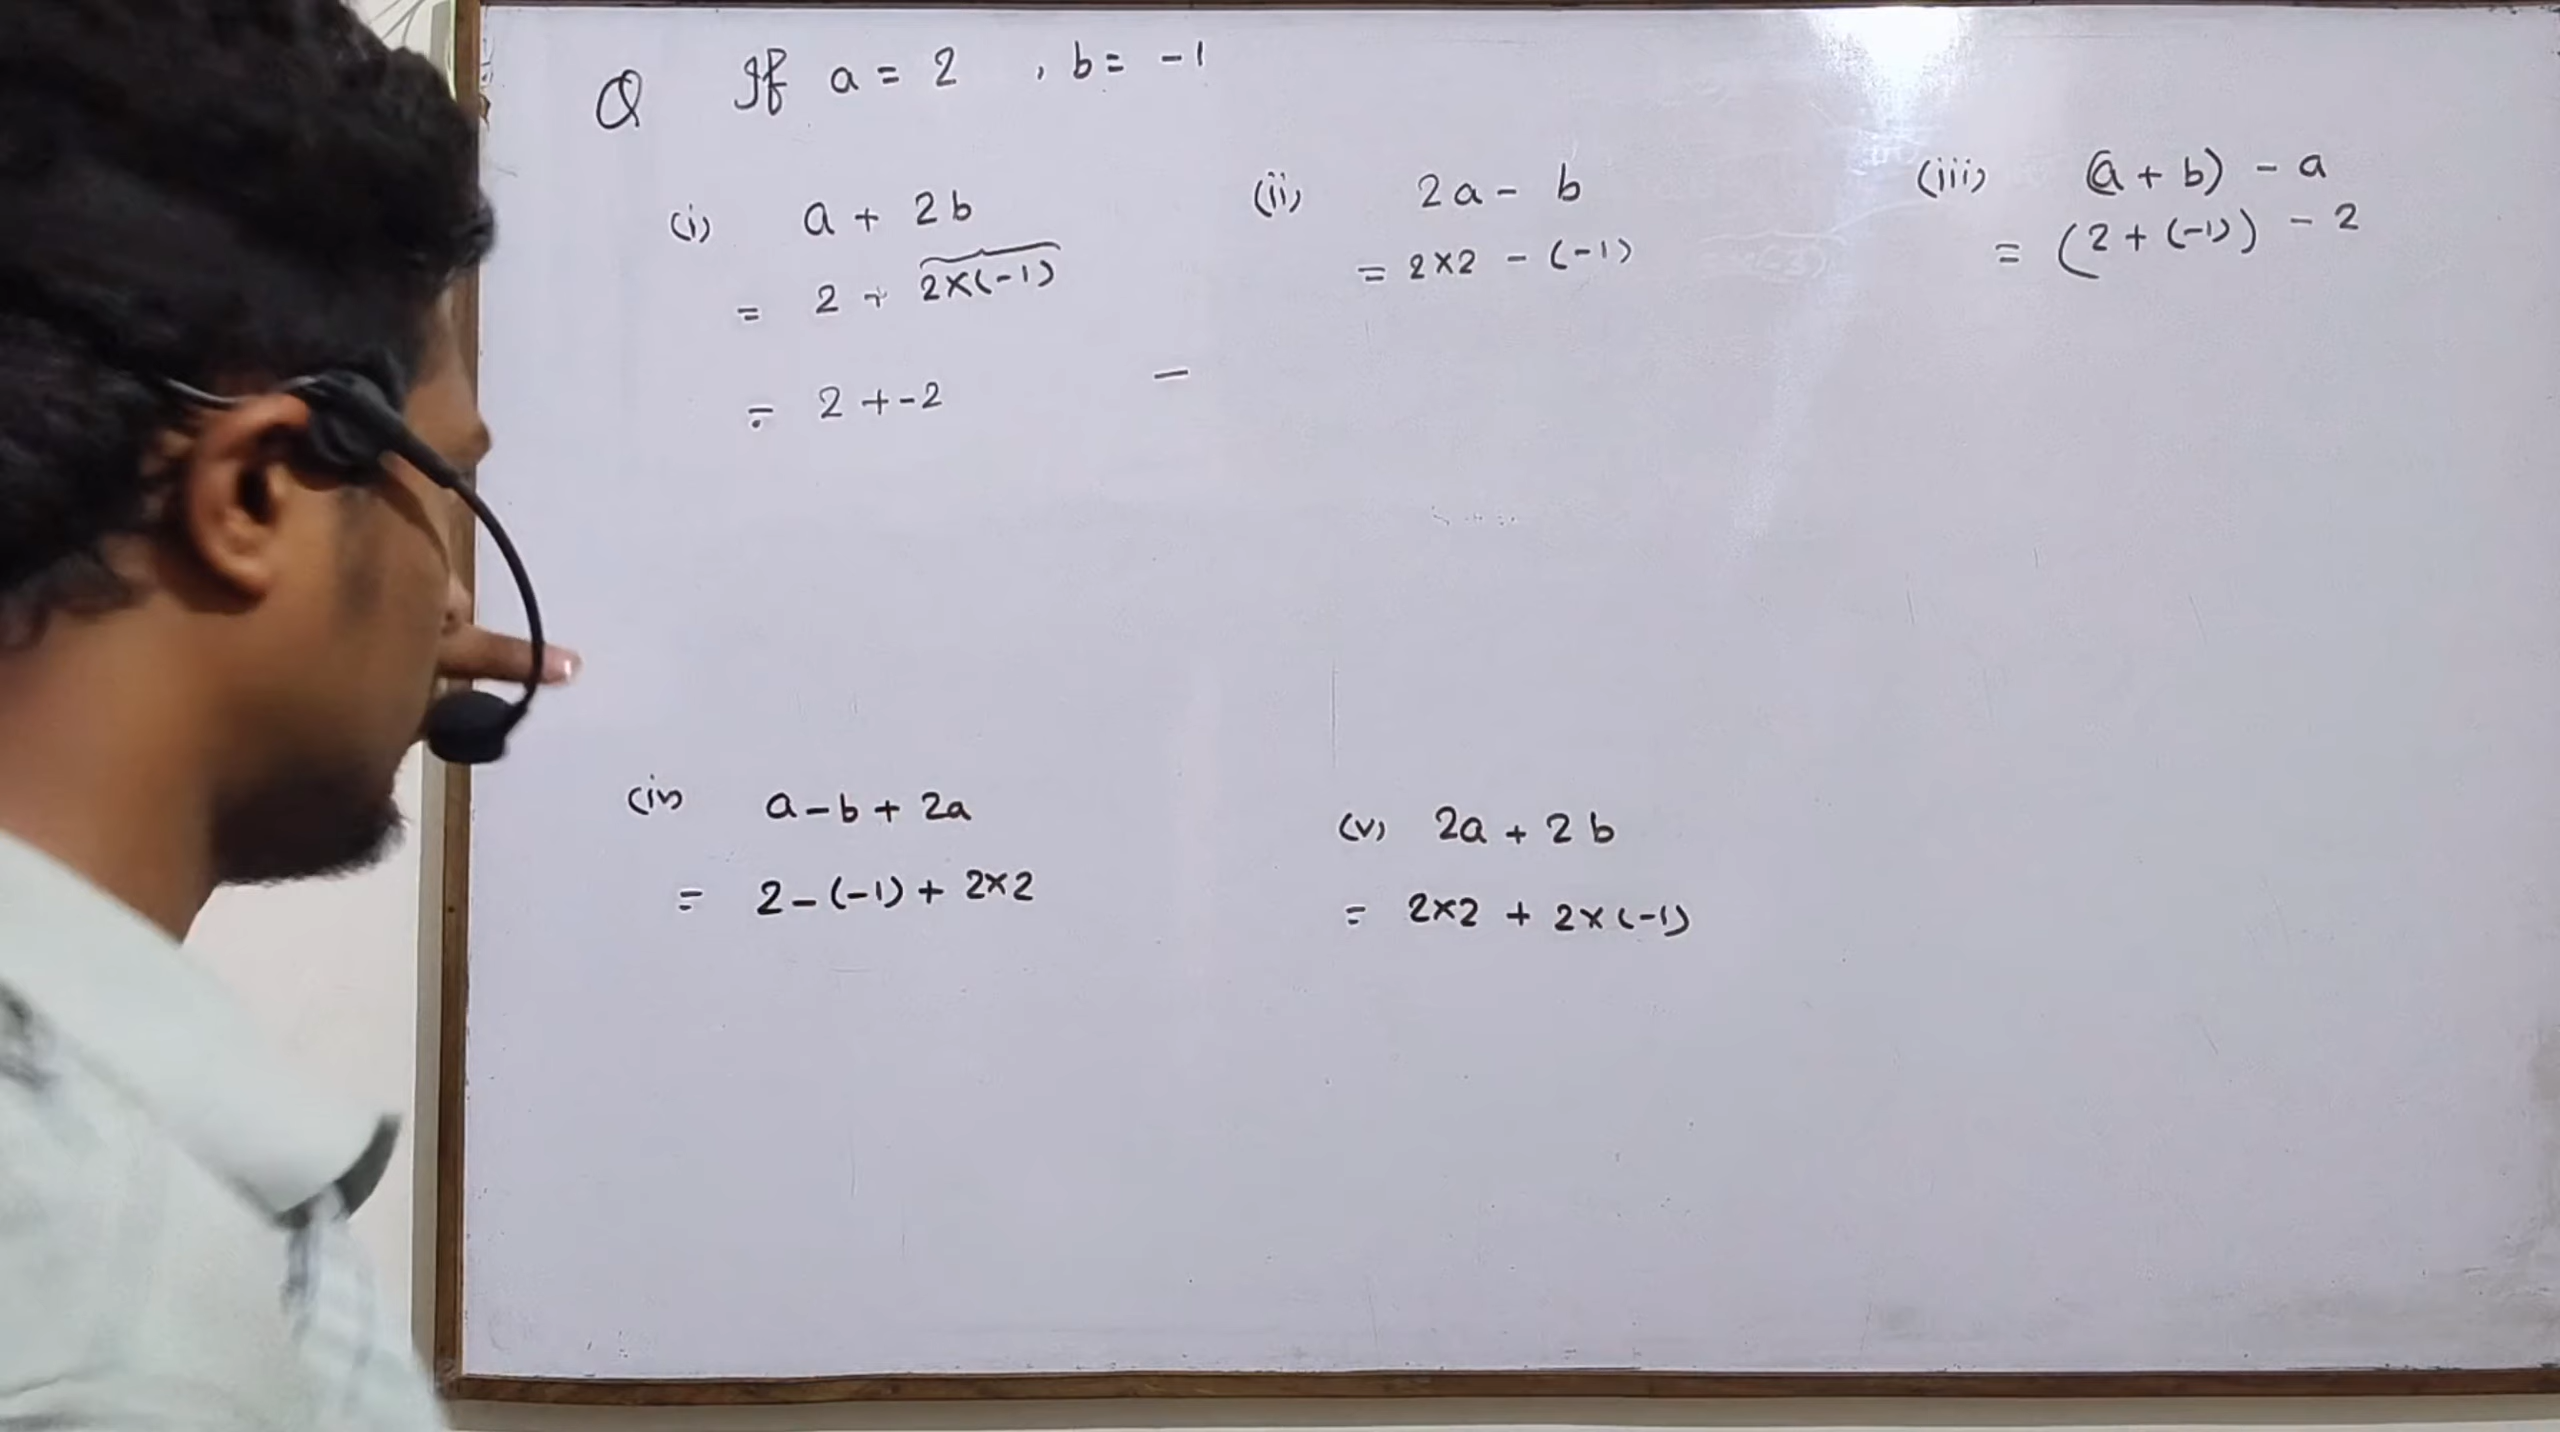 Q If a = 2 , b = -1
(i) a + 2b
= 2 + 2×(-1)
= 2 + -2
(ii) 2a - b
= 2×2 - (-1)
–
(iii) (a + b) - a
= (2 + (-1)) - 2
(iv) a - b + 2a
= 2 - (-1) + 2×2
(v) 2a + 2b
= 2×2 + 2×(-1)